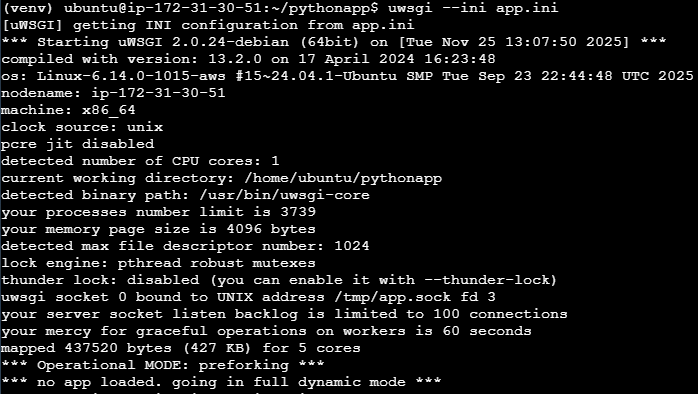 (venv) ubuntu@ip-172-31-30-51:~/pythonapp$ uwsgi --ini app.ini
[uWSGI] getting INI configuration from app.ini
*** Starting uWSGI 2.0.24-debian (64bit) on [Tue Nov 25 13:07:50 2025] ***
compiled with version: 13.2.0 on 17 April 2024 16:23:48
os: Linux-6.14.0-1015-aws #15~24.04.1-Ubuntu SMP Tue Sep 23 22:44:48 UTC 2025
nodename: ip-172-31-30-51
machine: x86_64
clock source: unix
pcre jit disabled
detected number of CPU cores: 1
current working directory: /home/ubuntu/pythonapp
detected binary path: /usr/bin/uwsgi-core
your processes number limit is 3739
your memory page size is 4096 bytes
detected max file descriptor number: 1024
lock engine: pthread robust mutexes
thunder lock: disabled (you can enable it with --thunder-lock)
uwsgi socket 0 bound to UNIX address /tmp/app.sock fd 3
your server socket listen backlog is limited to 100 connections
your mercy for graceful operations on workers is 60 seconds
mapped 437520 bytes (427 KB) for 5 cores
*** Operational MODE: preforking ***
*** no app loaded. going in full dynamic mode ***